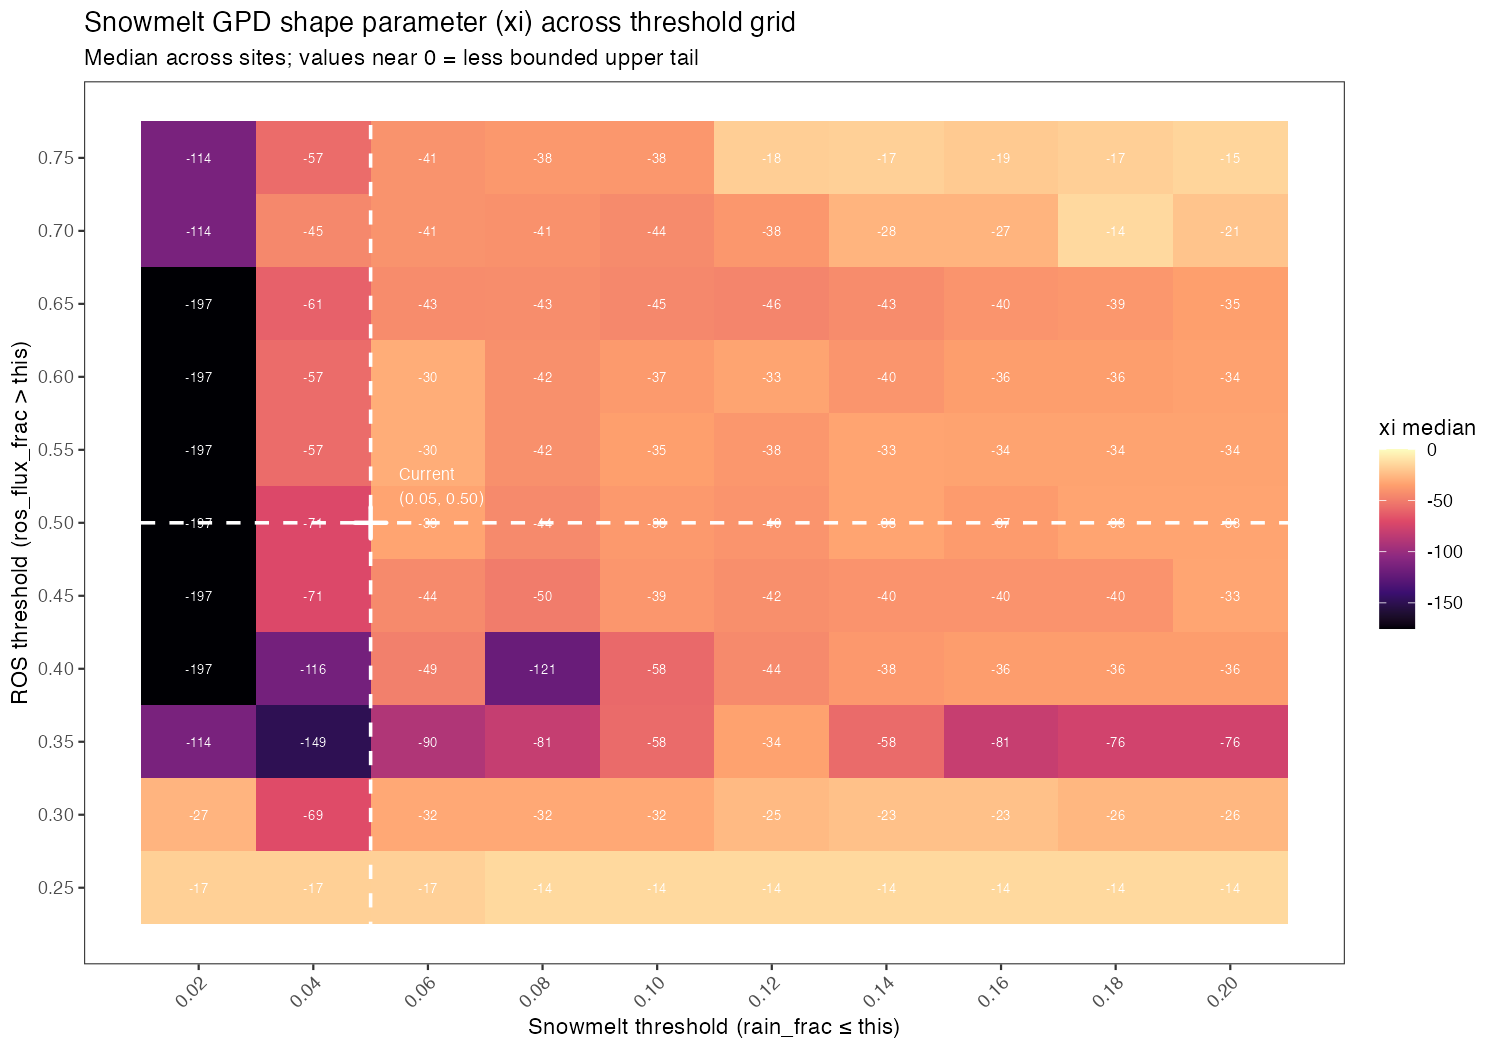 Snowmelt GPD shape parameter (xi) across threshold grid
Median across sites; values near 0 = less bounded upper tail
ROS threshold (ros_flux_frac > this)
0.75 -114 -57 -41 -38 -38 -18 -17 -19 -17 -15
0.70 -114 -45 -41 -41 -44 -38 -28 -27 -14 -21
0.65 -197 -61 -43 -43 -45 -46 -43 -40 -39 -35
0.60 -197 -57 -30 -42 -37 -33 -40 -36 -36 -34
0.55 -197 -57 -30 -42 -35 -38 -33 -34 -34 -34
Current
(0.05, 0.50)
0.50 -197 -71 -44 -40 -37
0.45 -197 -71 -44 -50 -39 -42 -40 -40 -40 -33
0.40 -197 -116 -49 -121 -58 -44 -38 -36 -36 -36
0.35 -114 -149 -90 -81 -58 -34 -58 -81 -76 -76
0.30 -27 -69 -32 -32 -32 -25 -23 -23 -26 -26
0.25 -17 -17 -17 -14 -14 -14 -14 -14 -14 -14
0.02 0.04 0.06 0.08 0.10 0.12 0.14 0.16 0.18 0.20
Snowmelt threshold (rain_frac ≤ this)
xi median
0
-50
-100
-150